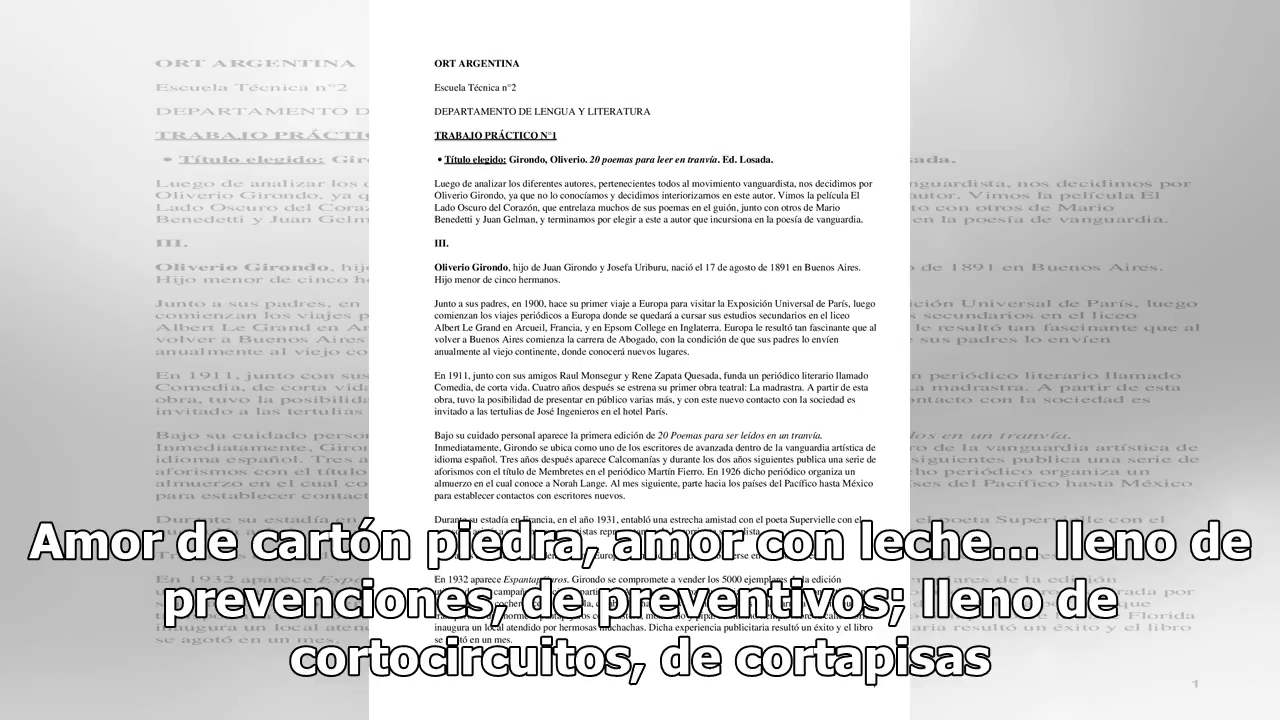 ORT ARGENTINA
Escuela Técnica n°2
DEPARTAMENTO DE LENGUA Y LITERATURA
TRABAJO PRÁCTICO N°1
• Título elegido: Girondo, Oliverio. 20 poemas para leer en tranvía. Ed. Losada.
Luego de analizar los diferentes autores, pertenecientes todos al movimiento vanguardista, nos decidimos por
Oliverio Girondo, ya que no lo conocíamos y decidimos interiorizarnos en este autor. Vimos la película El
Lado Oscuro del Corazón, que entrelaza muchos de sus poemas en el guión, junto con otros de Mario
Benedetti y Juan Gelman, y terminamos por elegir a este a autor que incursiona en la poesía de vanguardia.
III.
Oliverio Girondo, hijo de Juan Girondo y Josefa Uriburu, nació el 17 de agosto de 1891 en Buenos Aires.
Hijo menor de cinco hermanos.
Junto a sus padres, en 1900, hace su primer viaje a Europa para visitar la Exposición Universal de París, luego
comienzan los viajes periódicos a Europa donde se quedará a cursar sus estudios secundarios en el liceo
Albert Le Grand en Arcueil, Francia, y en Epsom College en Inglaterra. Europa le resultó tan fascinante que al
volver a Buenos Aires comienza la carrera de Abogado, con la condición de que sus padres lo envíen
anualmente al viejo continente, donde conocerá nuevos lugares.
En 1911, junto con sus amigos Raul Monsegur y Rene Zapata Quesada, funda un periódico literario llamado
Comedia, de corta vida. Cuatro años después se estrena su primer obra teatral: La madrastra. A partir de esta
obra, tuvo la posibilidad de presentar en público varias más, y con este nuevo contacto con la sociedad es
invitado a las tertulias de José Ingenieros en el hotel París.
Bajo su cuidado personal aparece la primera edición de 20 Poemas para ser leídos en un tranvía.
Inmediatamente, Girondo se ubica como uno de los escritores de avanzada dentro de la vanguardia artística de
idioma español. Tres años después aparece Calcomanías y durante los dos años siguientes publica una serie de
aforismos con el título de Membretes en el periódico Martín Fierro. En 1926 dicho periódico organiza un
almuerzo en el cual conoce a Norah Lange. Al mes siguiente, parte hacia los países del Pacífico hasta México
para establecer contactos con escritores nuevos.
Durante su estadía en Francia, en el año 1931, entabló una estrecha amistad con el poeta Supervielle con el
En 1932 aparece Espantapájaros. Girondo se compromete a vender los 5000 ejemplares de la edición
inaugura un local atendido por hermosas muchachas. Dicha experiencia publicitaria resultó un éxito y el libro
se agotó en un mes.
Amor de cartón piedra, amor con leche... lleno de
prevenciones, de preventivos; lleno de
cortocircuitos, de cortapisas
1